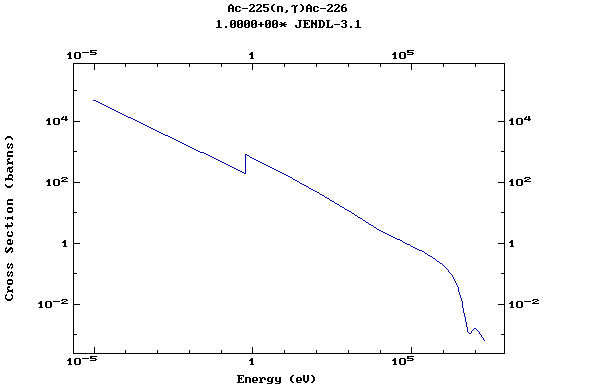 Ac-225(n,γ)Ac-226
1.0000+00* JENDL-3.1
10⁻⁵ 1 10⁵
10⁴ 10⁴
10² 10²
1 1
10⁻² 10⁻²
10⁻⁵ 1 10⁵
Cross Section (barns)
Energy (eV)